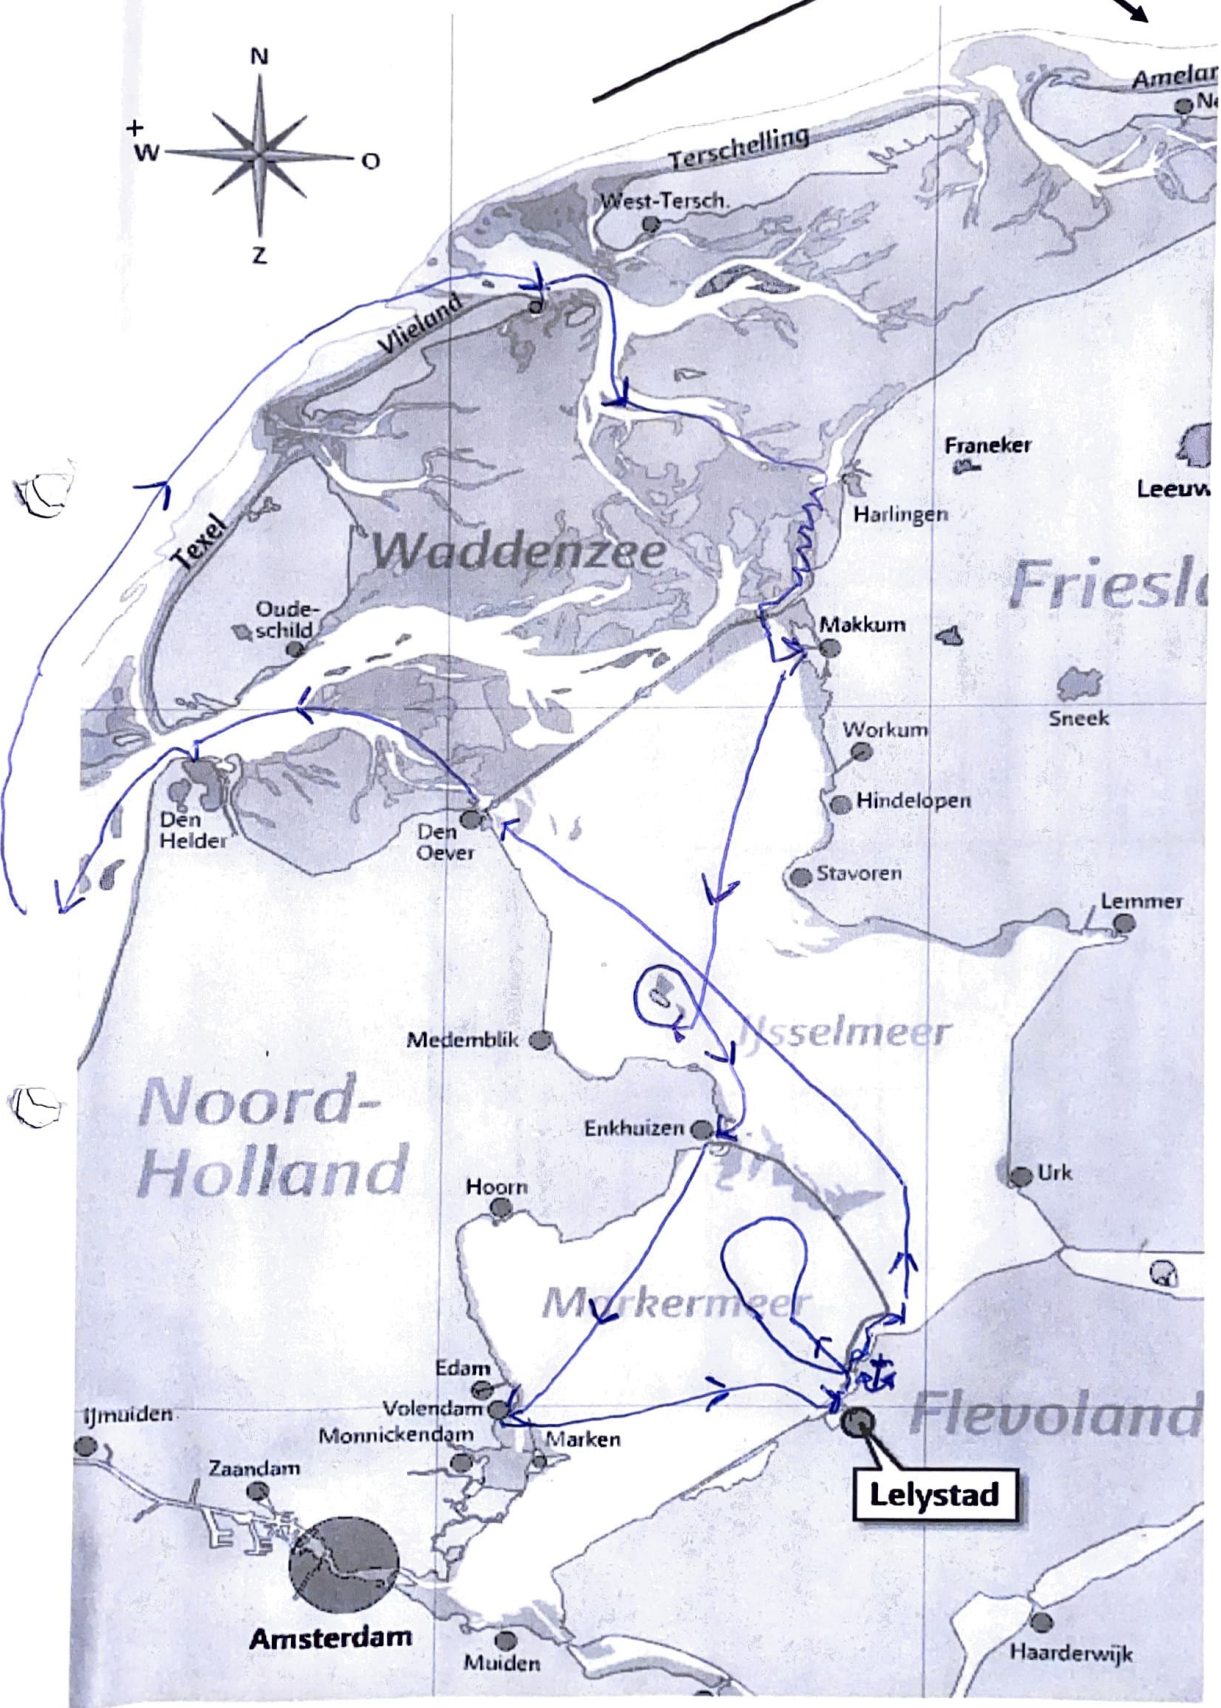 N
+
W
O
Z
Amelar
Ne
Terschelling
West-Tersch.
Vlieland
Franeker
Leeuw
Harlingen
Texel
Waddenzee
Friesl
Oude-
schild
Makkum
Sneek
Workum
Hindelopen
Den
Helder
Den
Oever
Stavoren
Lemmer
IJsselmeer
Medemblik
Noord-
Holland
Enkhuizen
Urk
Hoorn
Markermeer
Edam
Volendam
IJmuiden
Monnickendam
Marken
Flevoland
Zaandam
Lelystad
Amsterdam
Muiden
Haarderwijk